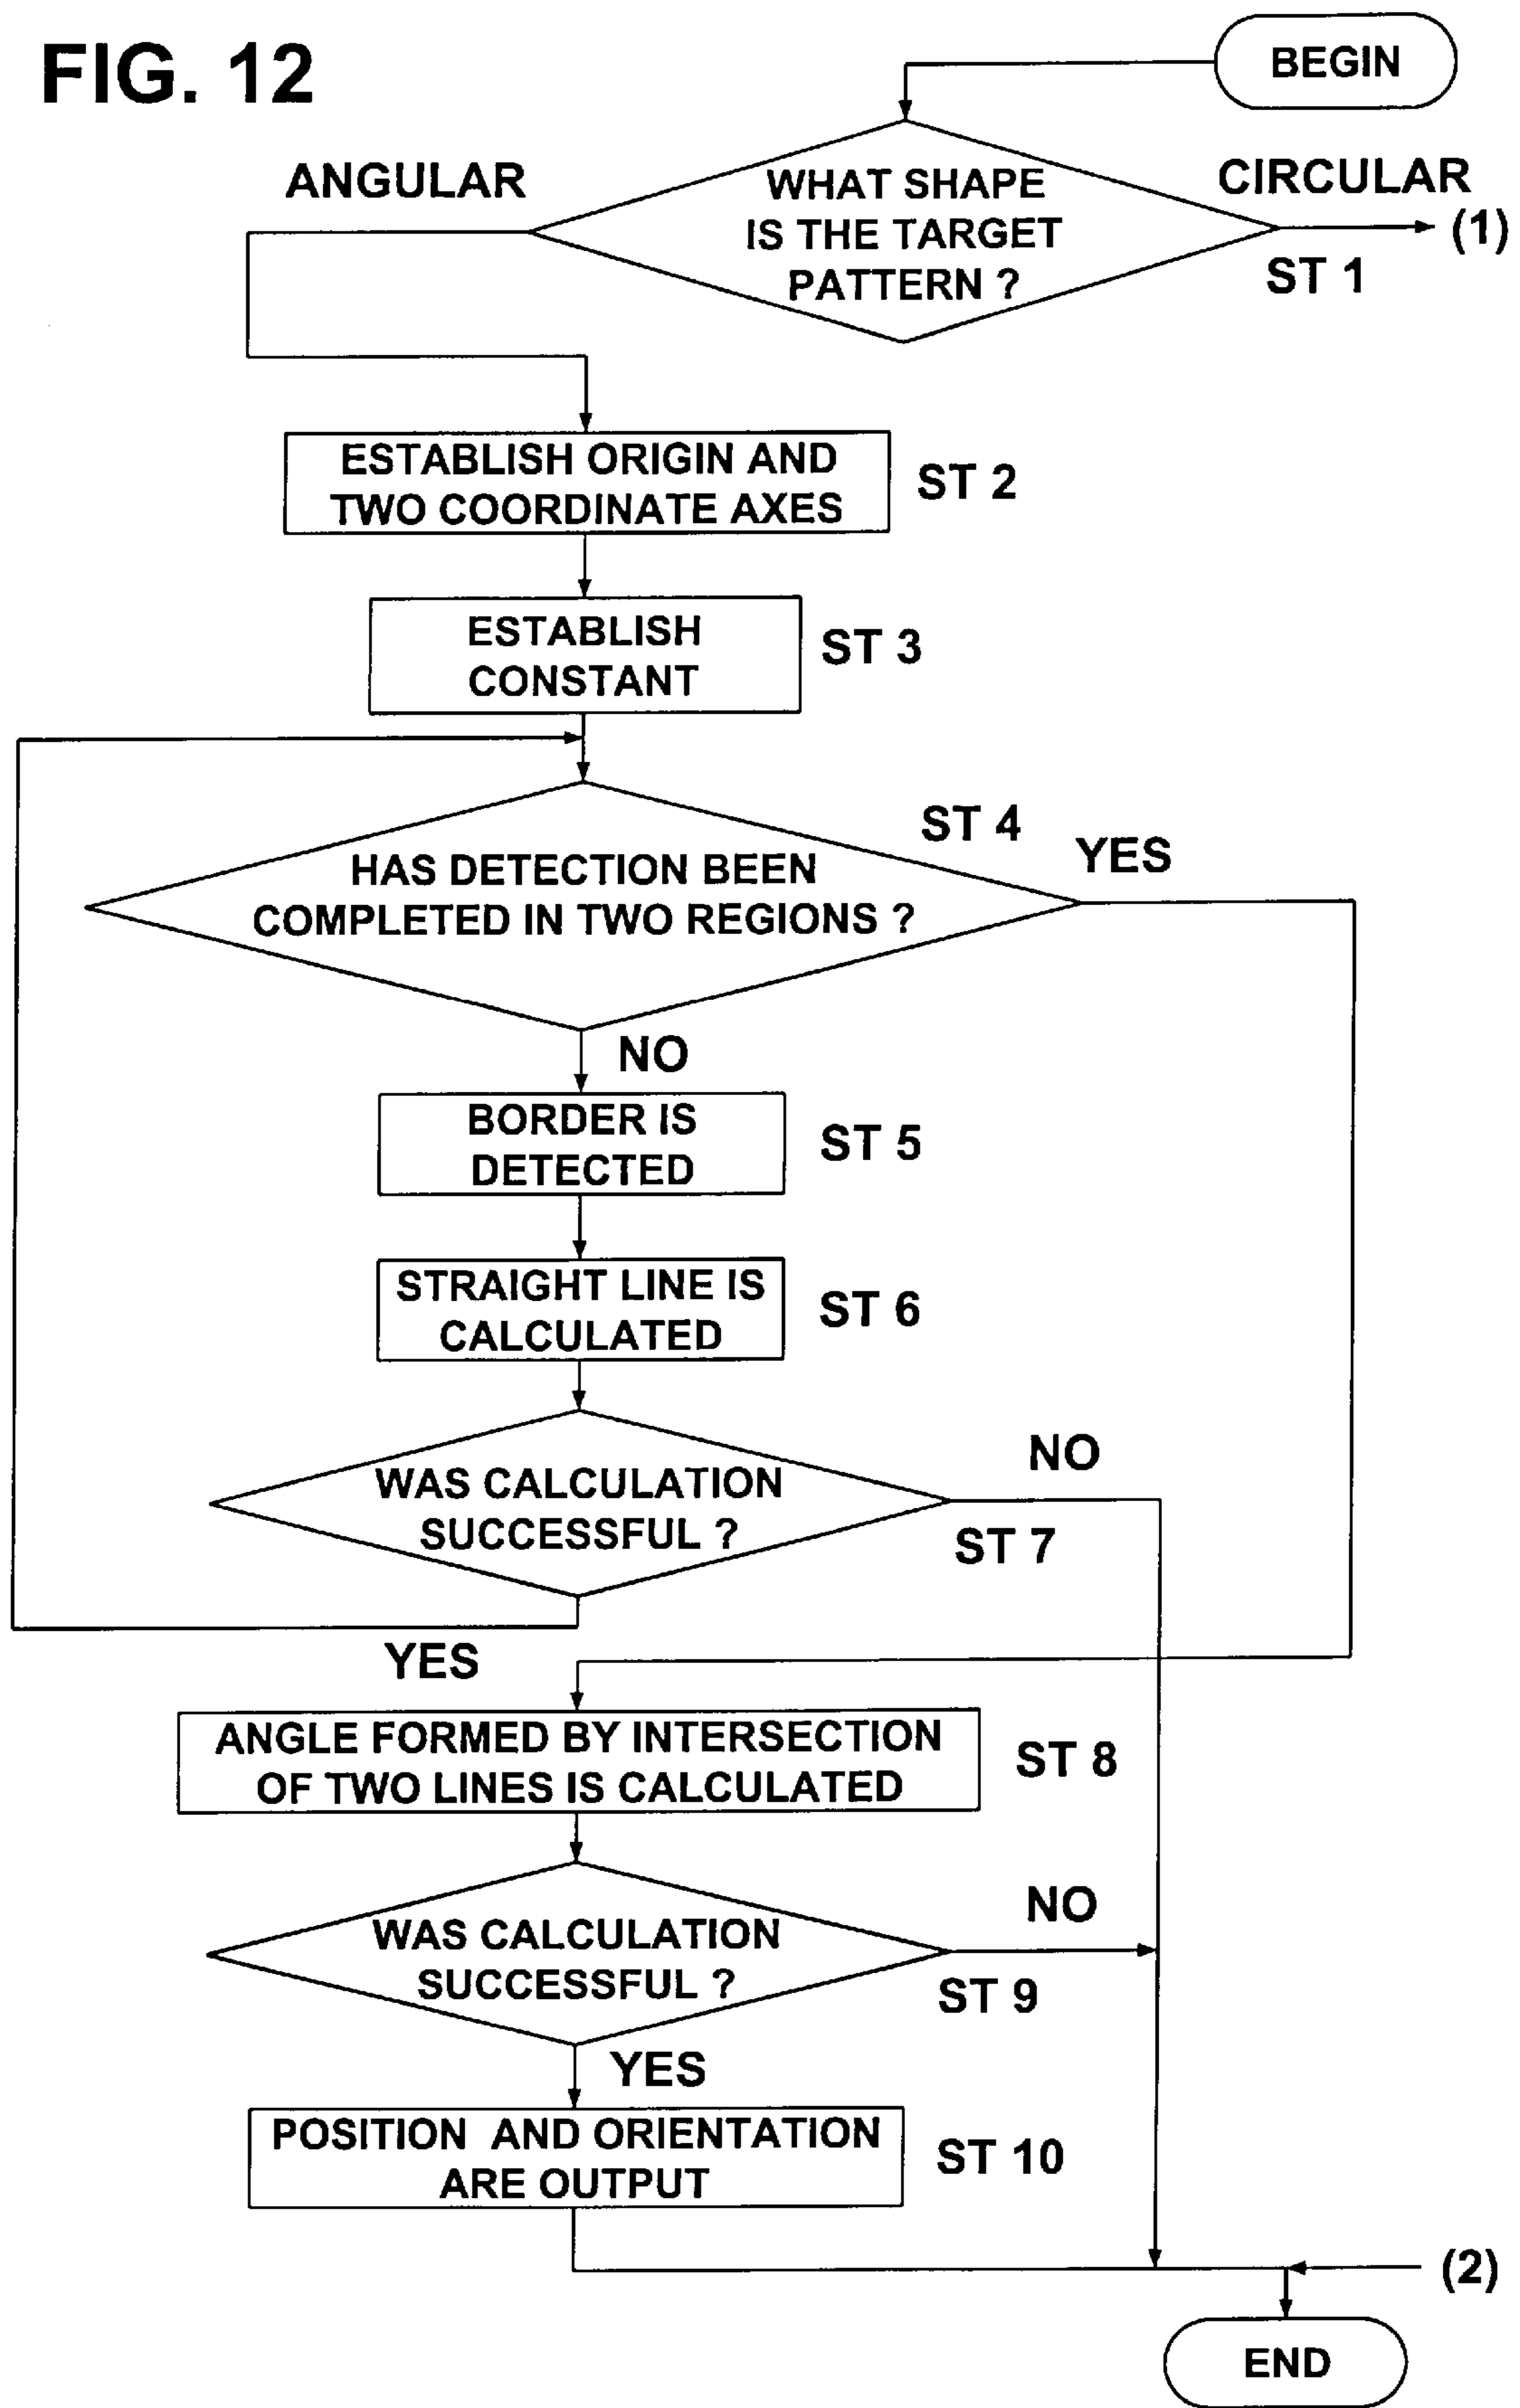 FIG. 12
BEGIN
ANGULAR
WHAT SHAPE
IS THE TARGET
PATTERN ?
CIRCULAR
(1)
ST 1
ESTABLISH ORIGIN AND
TWO COORDINATE AXES
ST 2
ESTABLISH
CONSTANT
ST 3
ST 4
YES
HAS DETECTION BEEN
COMPLETED IN TWO REGIONS ?
NO
BORDER IS
DETECTED
ST 5
STRAIGHT LINE IS
CALCULATED
ST 6
WAS CALCULATION
SUCCESSFUL ?
NO
ST 7
YES
ANGLE FORMED BY INTERSECTION
OF TWO LINES IS CALCULATED
ST 8
WAS CALCULATION
SUCCESSFUL ?
NO
ST 9
YES
POSITION AND ORIENTATION
ARE OUTPUT
ST 10
(2)
END